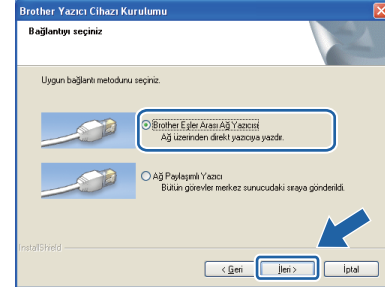 Brother Yazıcı Cihazı Kurulumu
Bağlantıyı seçiniz
Uygun bağlantı metodunu seçiniz.
Brother Eşler Arası Ağ Yazıcısı
Ağ üzerinden direkt yazıcıya yazdır.
Ağ Paylaşımlı Yazıcı
Bütün görevler merkez sunucudaki sıraya gönderildi.
InstallShield
< Geri
İleri >
İptal